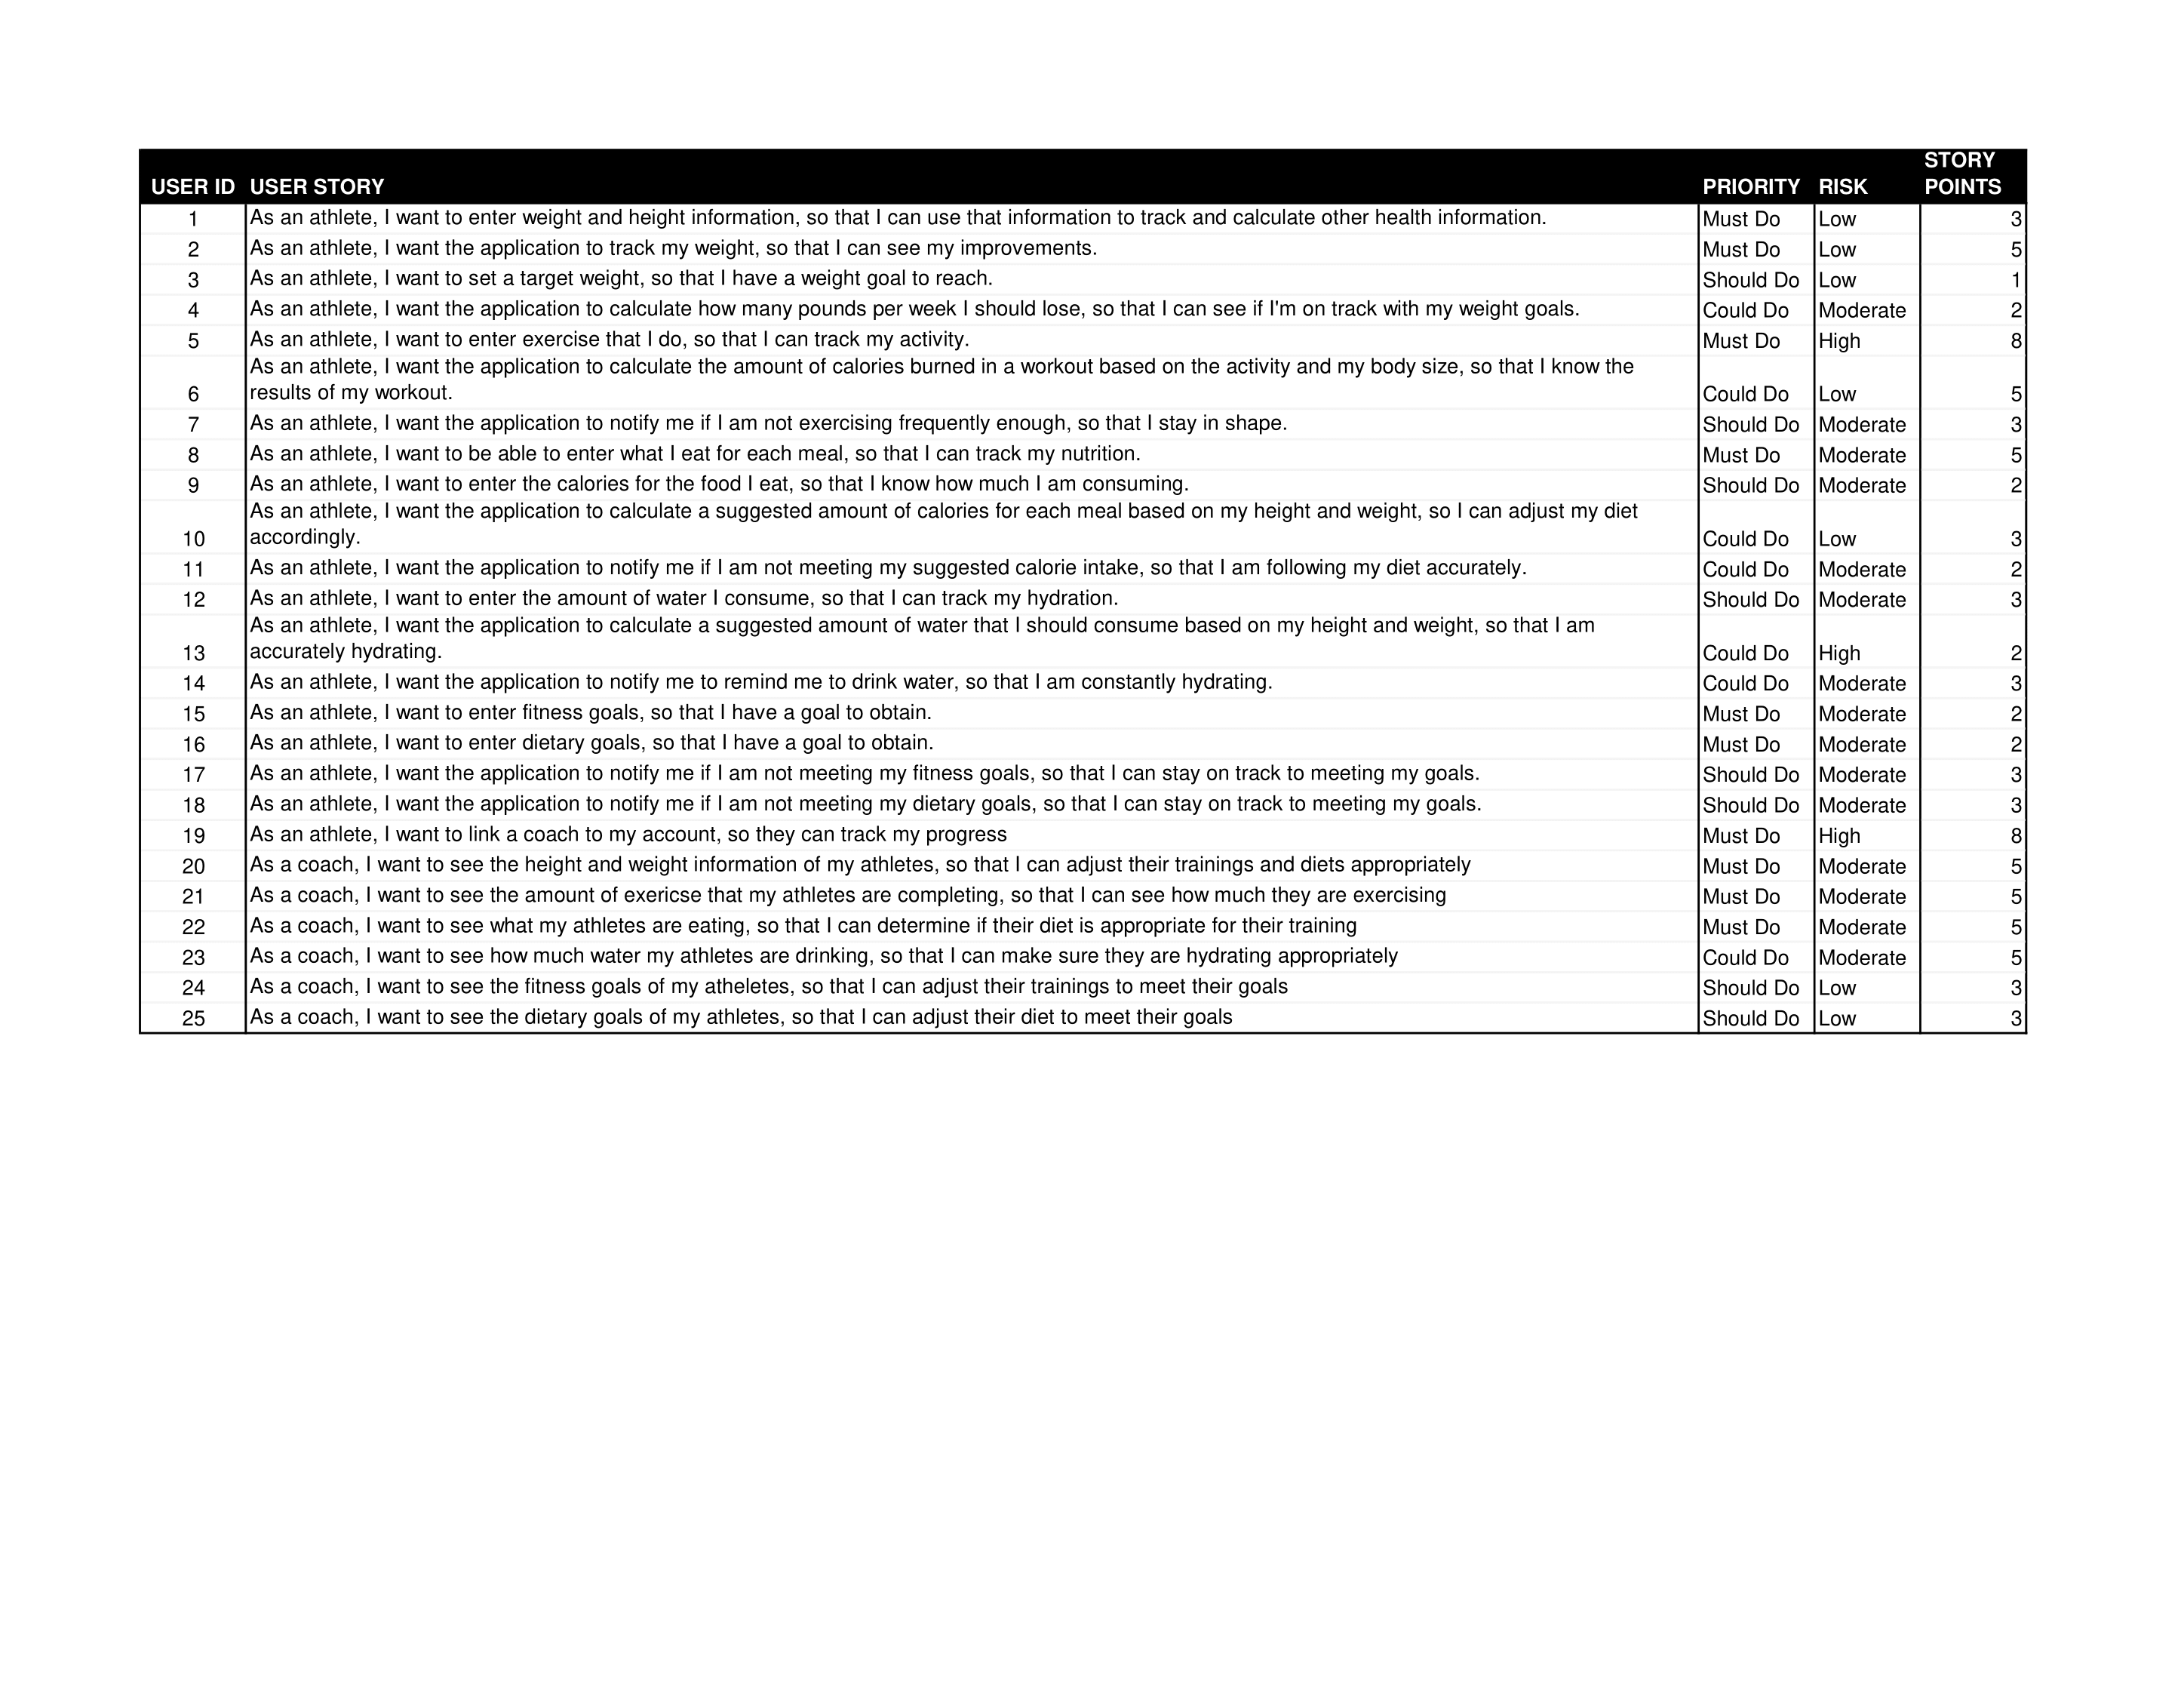 USER ID USER STORY PRIORITY RISK STORY POINTS
1 As an athlete, I want to enter weight and height information, so that I can use that information to track and calculate other health information. Must Do Low 3
2 As an athlete, I want the application to track my weight, so that I can see my improvements. Must Do Low 5
3 As an athlete, I want to set a target weight, so that I have a weight goal to reach. Should Do Low 1
4 As an athlete, I want the application to calculate how many pounds per week I should lose, so that I can see if I'm on track with my weight goals. Could Do Moderate 2
5 As an athlete, I want to enter exercise that I do, so that I can track my activity. Must Do High 8
As an athlete, I want the application to calculate the amount of calories burned in a workout based on the activity and my body size, so that I know the
6 results of my workout. Could Do Low 5
7 As an athlete, I want the application to notify me if I am not exercising frequently enough, so that I stay in shape. Should Do Moderate 3
8 As an athlete, I want to be able to enter what I eat for each meal, so that I can track my nutrition. Must Do Moderate 5
9 As an athlete, I want to enter the calories for the food I eat, so that I know how much I am consuming. Should Do Moderate 2
As an athlete, I want the application to calculate a suggested amount of calories for each meal based on my height and weight, so I can adjust my diet
10 accordingly. Could Do Low 3
11 As an athlete, I want the application to notify me if I am not meeting my suggested calorie intake, so that I am following my diet accurately. Could Do Moderate 2
12 As an athlete, I want to enter the amount of water I consume, so that I can track my hydration. Should Do Moderate 3
As an athlete, I want the application to calculate a suggested amount of water that I should consume based on my height and weight, so that I am
13 accurately hydrating. Could Do High 2
14 As an athlete, I want the application to notify me to remind me to drink water, so that I am constantly hydrating. Could Do Moderate 3
15 As an athlete, I want to enter fitness goals, so that I have a goal to obtain. Must Do Moderate 2
16 As an athlete, I want to enter dietary goals, so that I have a goal to obtain. Must Do Moderate 2
17 As an athlete, I want the application to notify me if I am not meeting my fitness goals, so that I can stay on track to meeting my goals. Should Do Moderate 3
18 As an athlete, I want the application to notify me if I am not meeting my dietary goals, so that I can stay on track to meeting my goals. Should Do Moderate 3
19 As an athlete, I want to link a coach to my account, so they can track my progress Must Do High 8
20 As a coach, I want to see the height and weight information of my athletes, so that I can adjust their trainings and diets appropriately Must Do Moderate 5
21 As a coach, I want to see the amount of exericse that my athletes are completing, so that I can see how much they are exercising Must Do Moderate 5
22 As a coach, I want to see what my athletes are eating, so that I can determine if their diet is appropriate for their training Must Do Moderate 5
23 As a coach, I want to see how much water my athletes are drinking, so that I can make sure they are hydrating appropriately Could Do Moderate 5
24 As a coach, I want to see the fitness goals of my atheletes, so that I can adjust their trainings to meet their goals Should Do Low 3
25 As a coach, I want to see the dietary goals of my athletes, so that I can adjust their diet to meet their goals Should Do Low 3